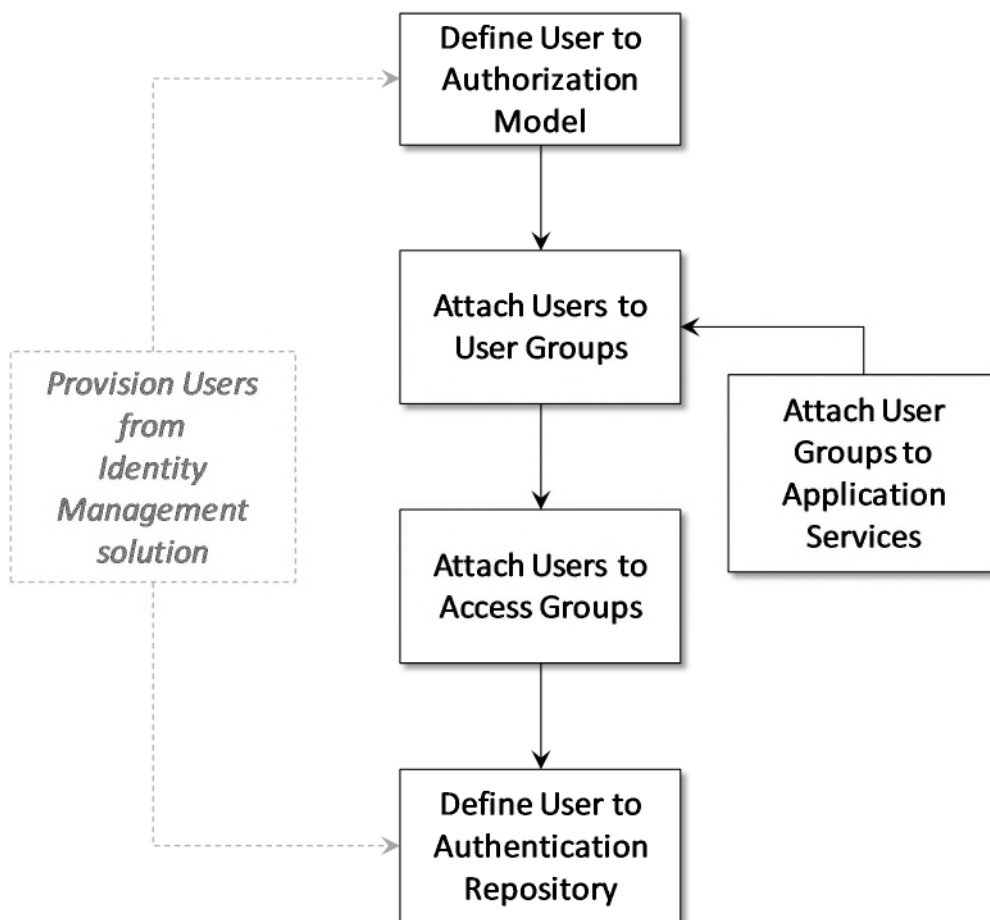 Define User to
Authorization
Model
Attach Users to
User Groups
Provision Users
from
Identity
Management
solution
Attach User
Groups to
Application
Services
Attach Users to
Access Groups
Define User to
Authentication
Repository